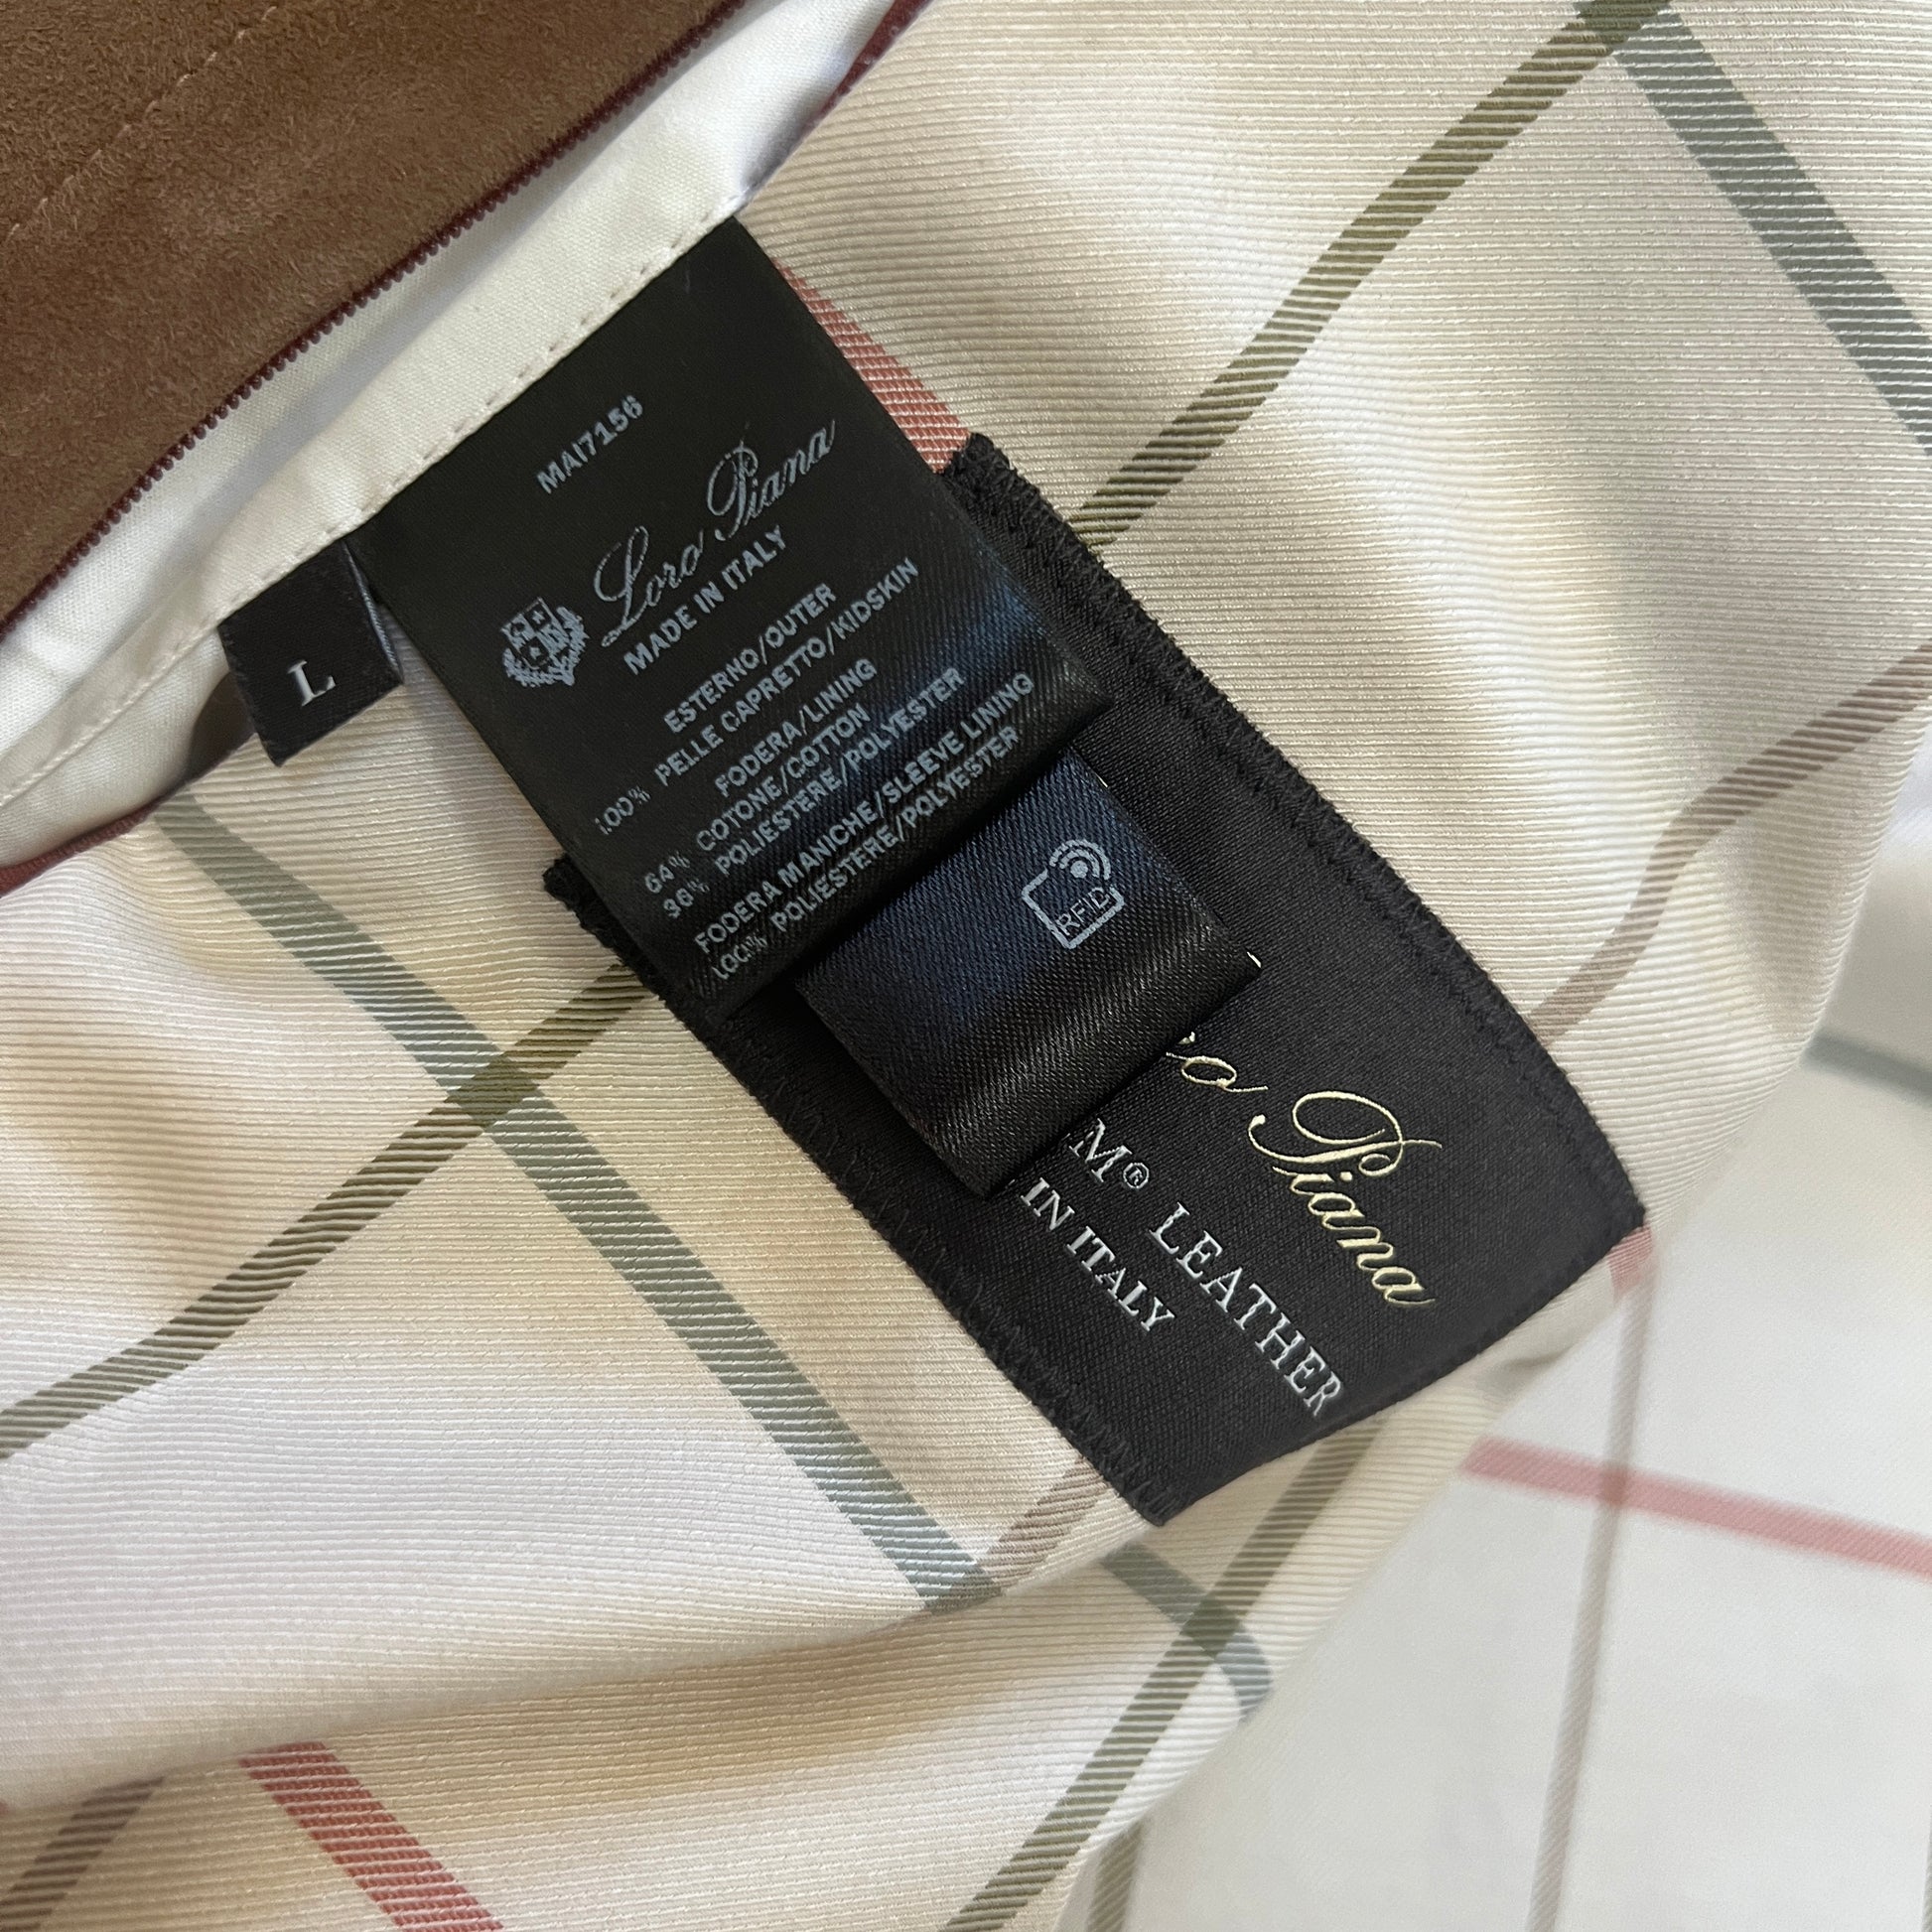 MAI7156
Loro Piana
MADE IN ITALY
ESTERNO/OUTER
100% PELLE CAPRETTO/KIDSKIN
FODERA/LINING
64% COTONE/COTTON
36% POLIESTERE/POLYESTER
FODERA MANICHE/SLEEVE LINING
100% POLIESTERE/POLYESTER
L
RFID
ro Piana
M® LEATHER
IN ITALY